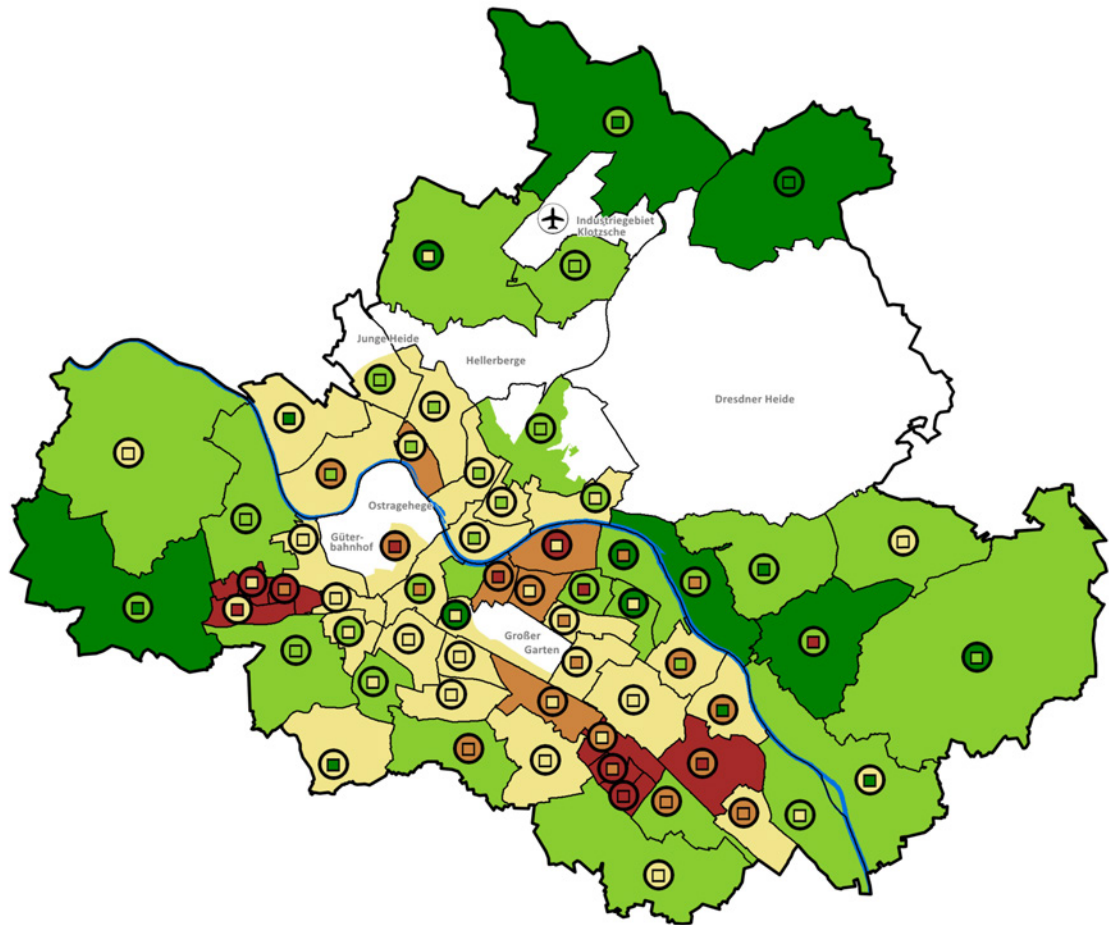 Industriegebiet
Klotzsche
Junge Heide
Hellerberge
Dresdner Heide
Ostragehege
Güter-
bahnhof
Großer
Garten